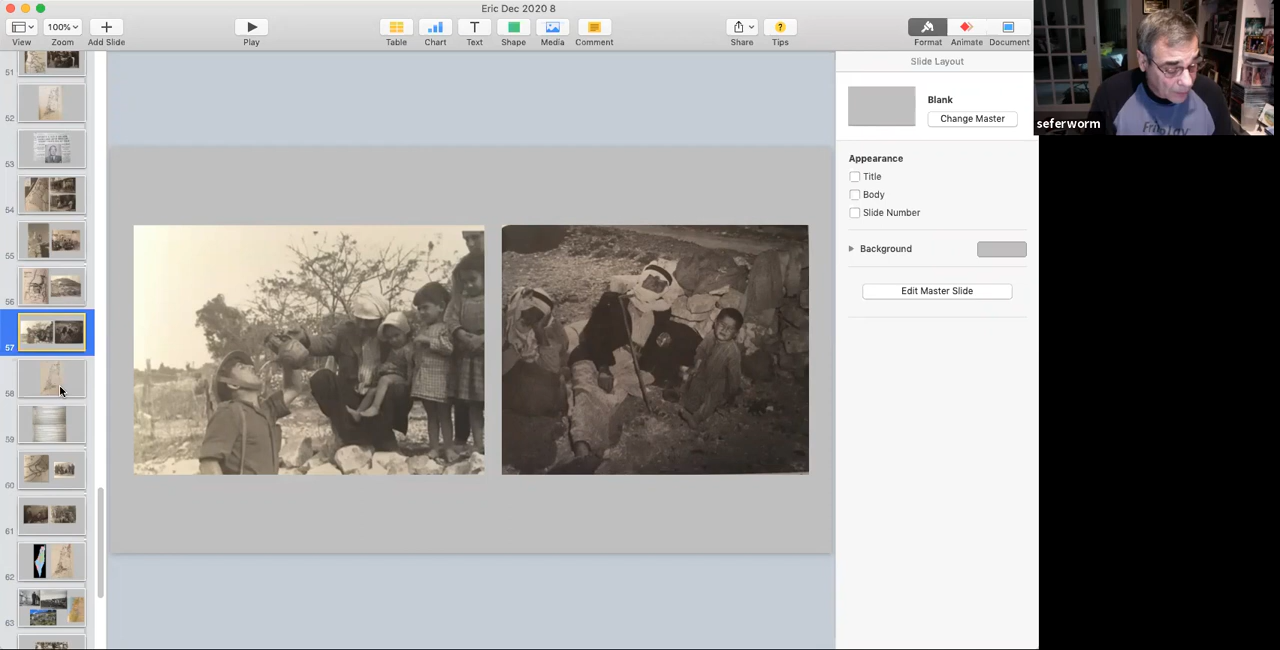 Eric Dec 2020 8
100%
View
Zoom
Add Slide
Play
Table
Chart
Text
Shape
Media
Comment
Share
Tips
Format
Animate
Document
Slide Layout
Blank
Change Master
Appearance
Title
Body
Slide Number
Background
Edit Master Slide
51
52
53
54
55
56
57
58
59
60
61
62
63
seferworm